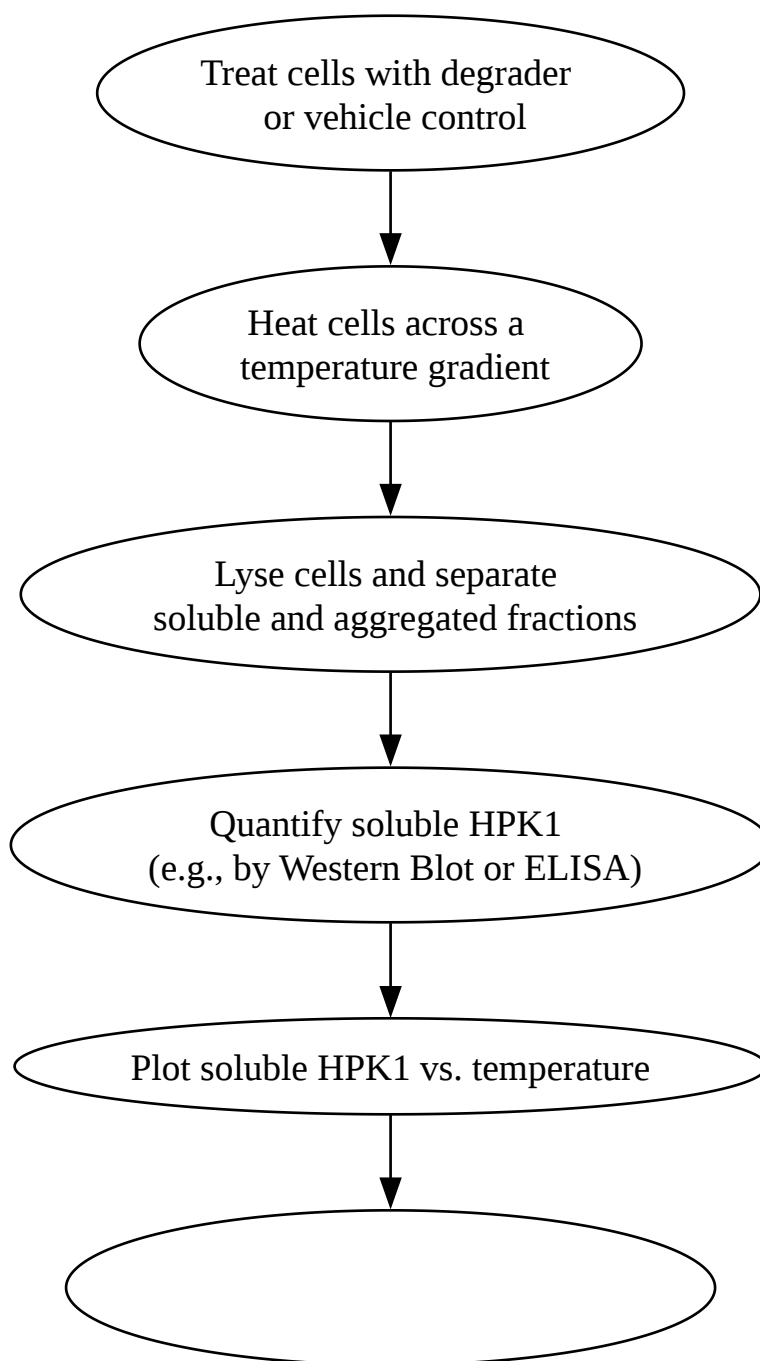 Treat cells with degrader
or vehicle control
Heat cells across a
temperature gradient
Lyse cells and separate
soluble and aggregated fractions
Quantify soluble HPK1
(e.g., by Western Blot or ELISA)
Plot soluble HPK1 vs. temperature